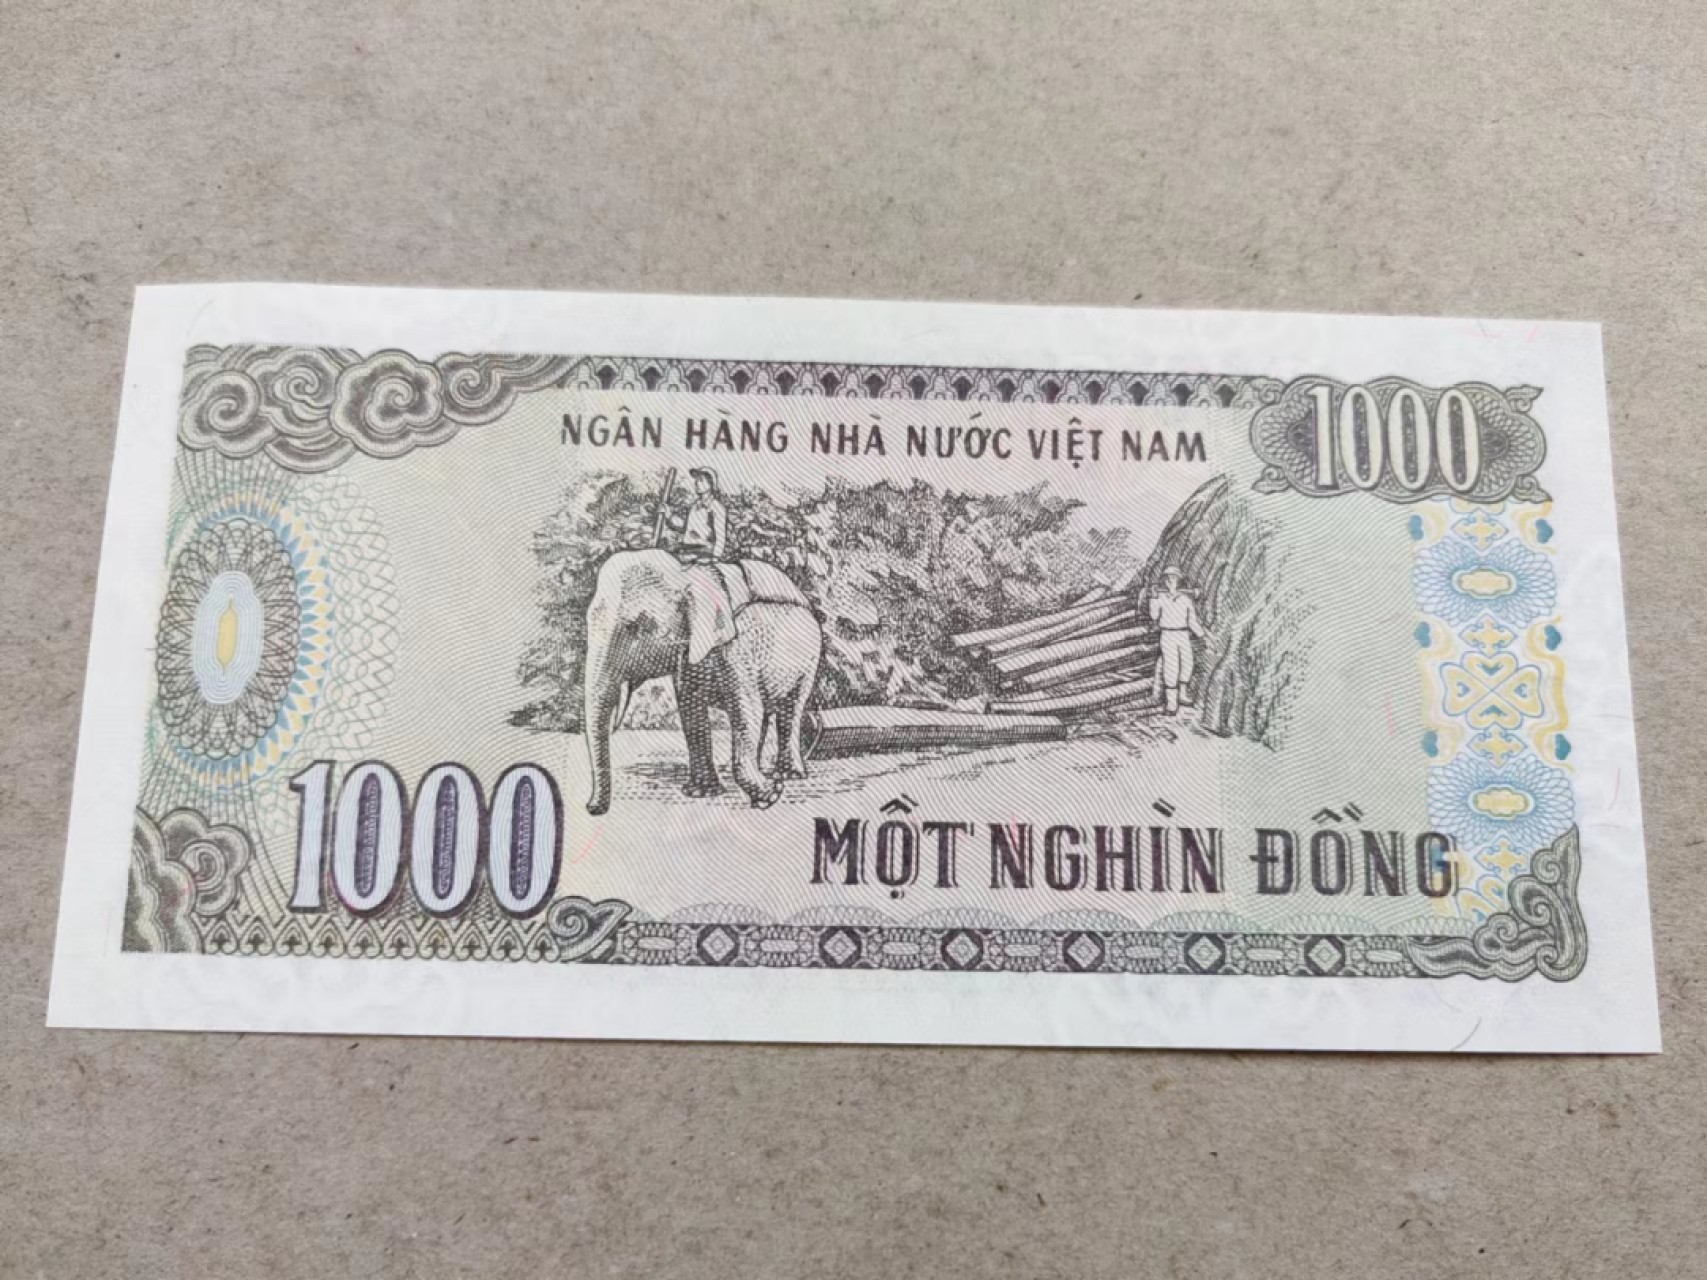 NGÂN HÀNG NHÀ NƯỚC VIỆT NAM
1000
1000
MỘT NGHÌN ĐỒNG